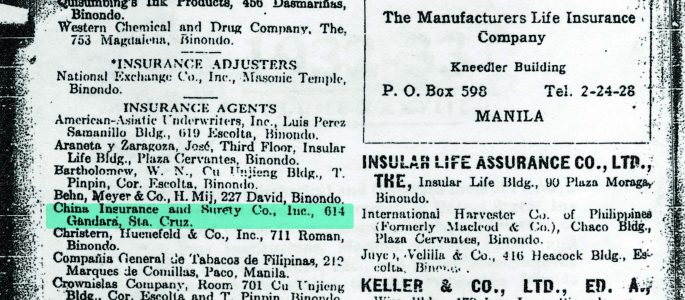 Quisumbing's Ink Products, 456 Dasmariñas,
Binondo.
Western Chemical and Drug Company, The,
753 Magdalena, Binondo.
*INSURANCE ADJUSTERS
National Exchange Co., Inc., Masonic Temple,
Binondo.
INSURANCE AGENTS
American-Asiatic Underwriters, Inc., Luis Perez
Samanillo Bldg., 619 Escolta, Binondo.
Araneta y Zaragoza, José, Third Floor, Insular
Life Bldg., Plaza Cervantes, Binondo.
Bartholomew, W. N., Cu Unjieng Bldg., T.
Pinpin, Cor. Escolta, Binondo.
Behn, Meyer & Co., H. Mij, 227 David, Binondo.
China Insurance and Surety Co., Inc., 614
Gandara, Sta. Cruz.
Christern, Huenefeld & Co., Inc., 711 Roman,
Binondo.
Compañia General de Tabacos de Filipinas, 212
Marques de Comillas, Paco, Manila.
Crownislas Company, Room 701 Cu Unjieng
Bldg., Cor. Escolta and T. Pinpin, Binondo.
The Manufacturers Life Insurance
Company
Kneedler Building
P. O. Box 598 Tel. 2-24-28
MANILA
INSULAR LIFE ASSURANCE CO., LTD.,
THE, Insular Life Bldg., 90 Plaza Moraga,
Binondo.
International Harvester Co. of Philippines
(Formerly Macleod & Co.), Chaco Bldg.,
Plaza Cervantes, Binondo.
Velilla & Co., 416 Heacock Bldg., Es-
colta, Binondo.
KELLER & CO., LTD., ED. A.,